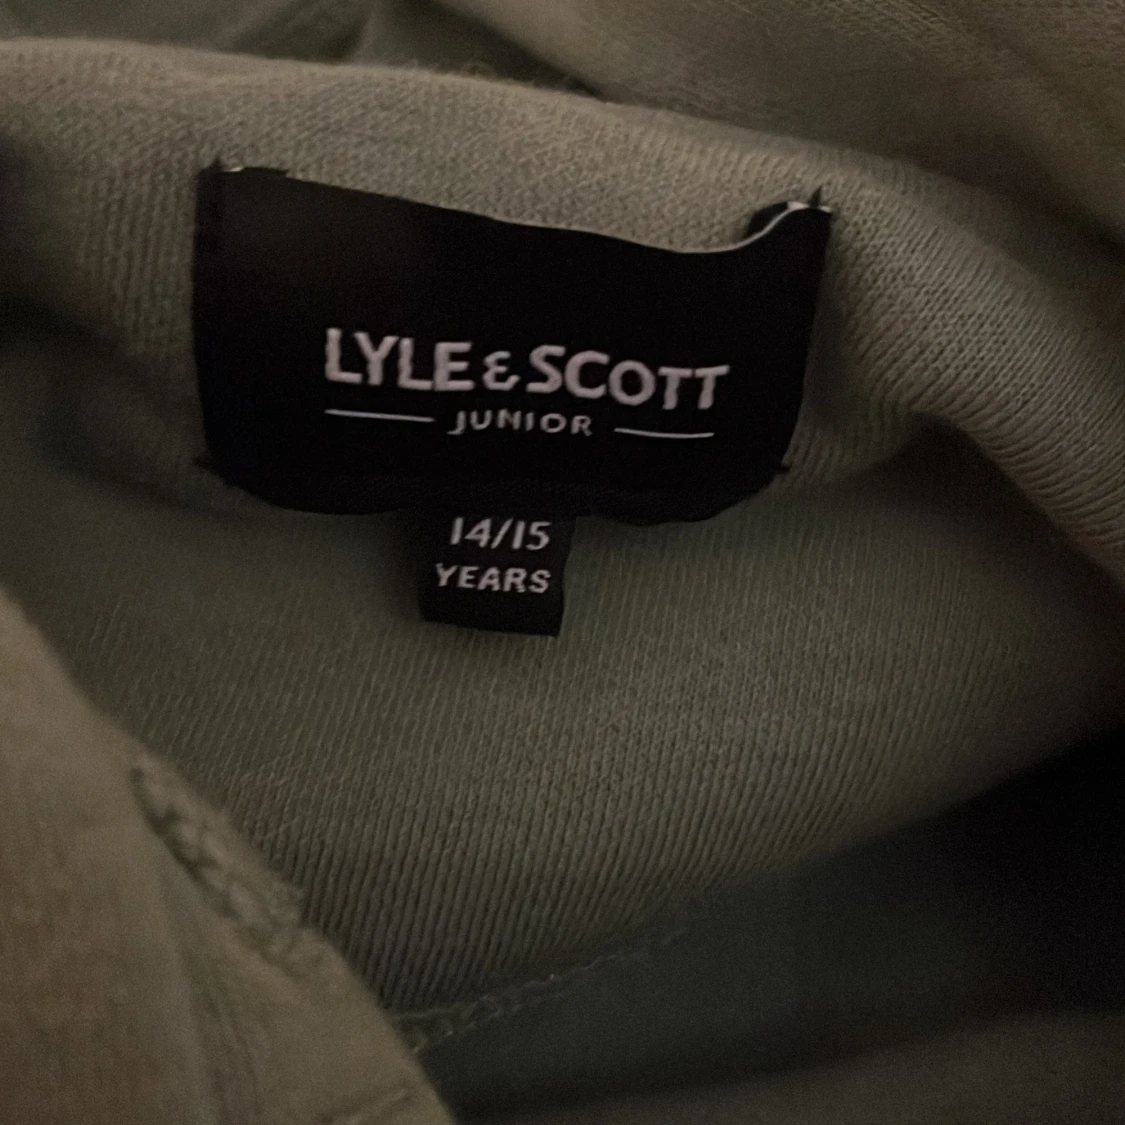 LYLE & SCOTT
JUNIOR
14/15
YEARS